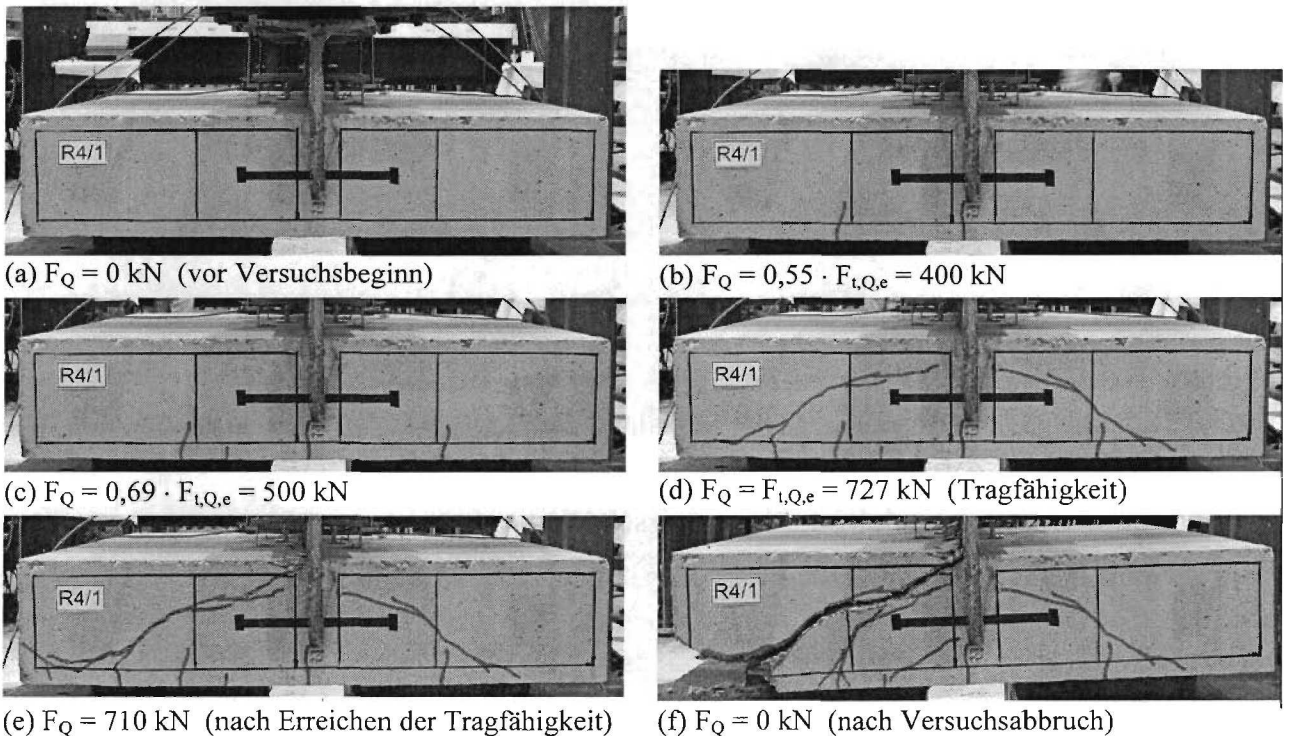 R4/1
R4/1
(a) F_Q = 0 kN (vor Versuchsbeginn)
(b) F_Q = 0,55 · F_t,Q,e = 400 kN
R4/1
R4/1
(c) F_Q = 0,69 · F_t,Q,e = 500 kN
(d) F_Q = F_t,Q,e = 727 kN (Tragfähigkeit)
R4/1
R4/1
(e) F_Q = 710 kN (nach Erreichen der Tragfähigkeit)
(f) F_Q = 0 kN (nach Versuchsabbruch)